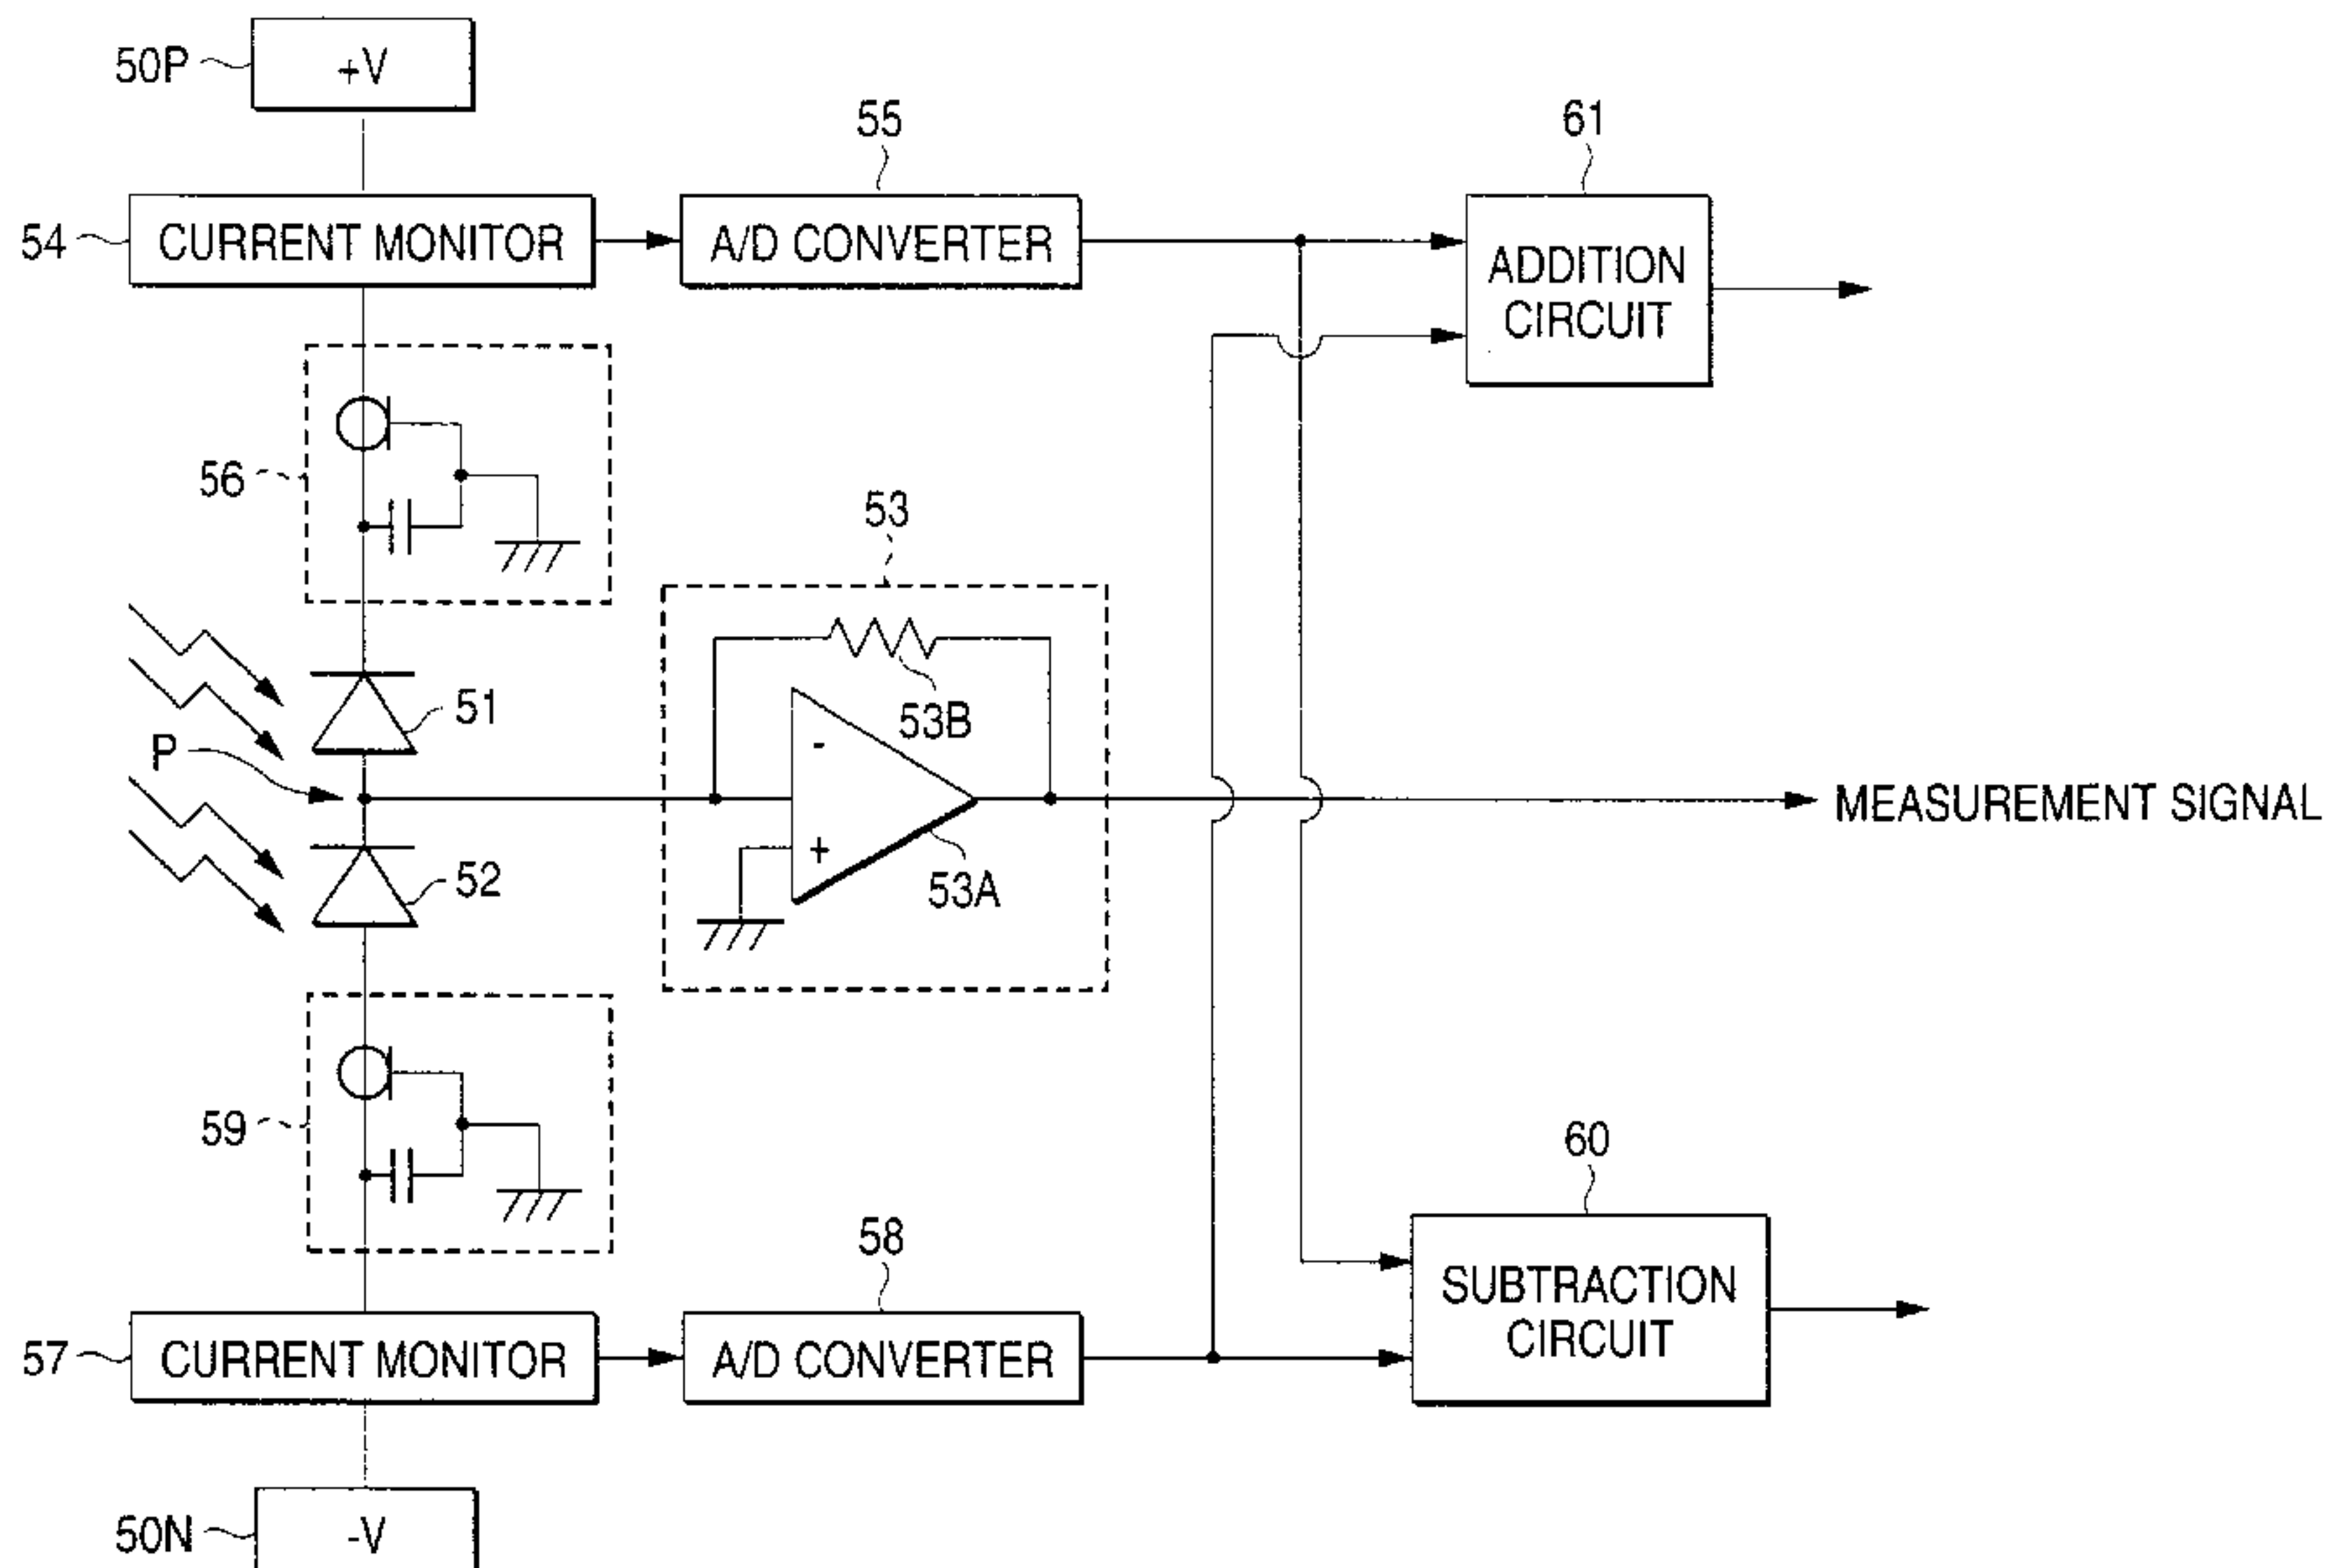 50P
+V
55
61
54
CURRENT MONITOR
A/D CONVERTER
ADDITION
CIRCUIT
56
53
51
53B
P
-
MEASUREMENT SIGNAL
+
52
53A
59
60
58
SUBTRACTION
CIRCUIT
57
CURRENT MONITOR
A/D CONVERTER
50N
-V